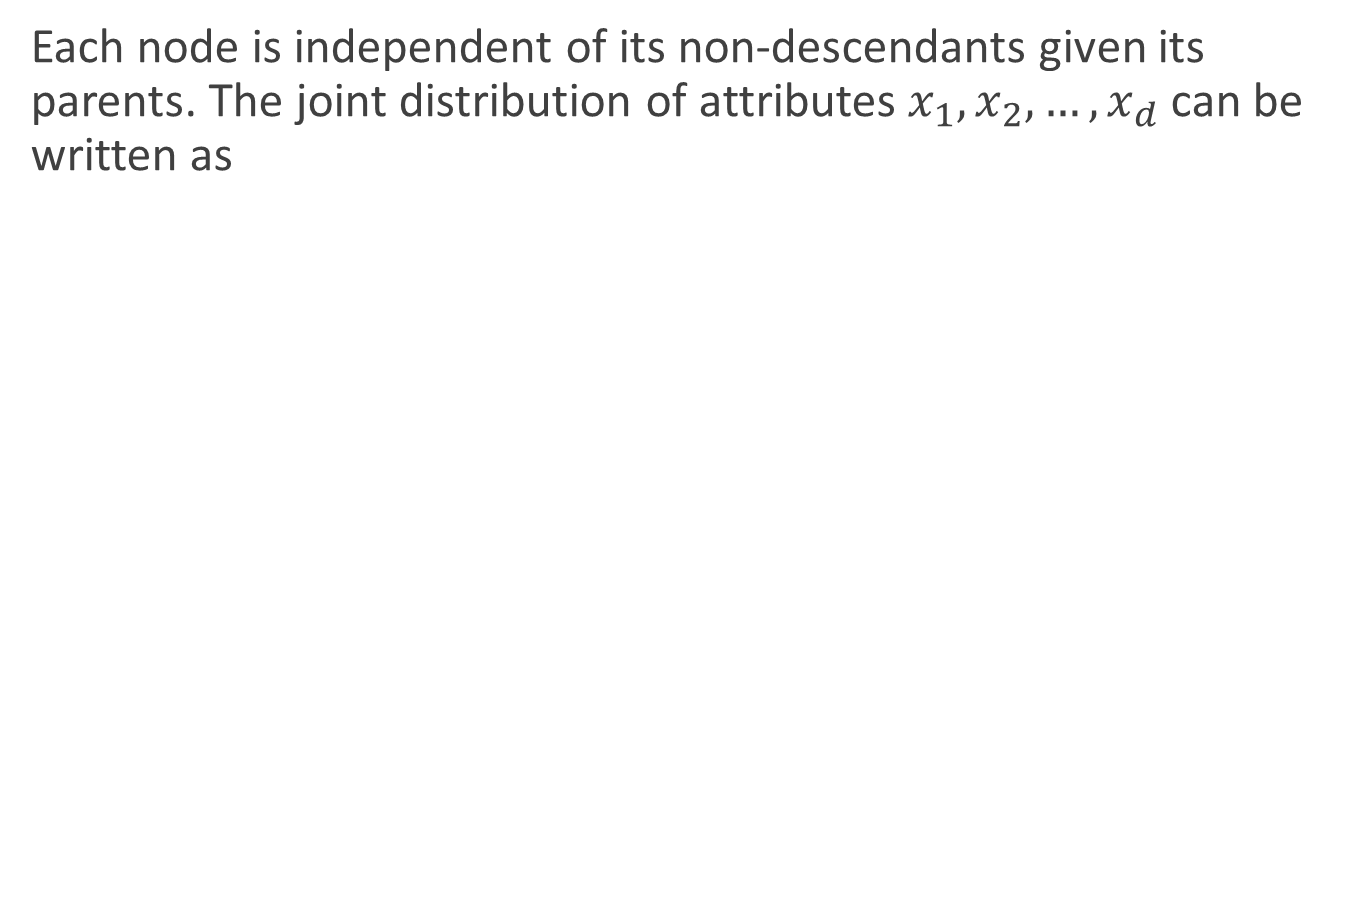 Each node is independent of its non-descendants given its
parents. The joint distribution of attributes x₁, x₂, … , x_d can be
written as